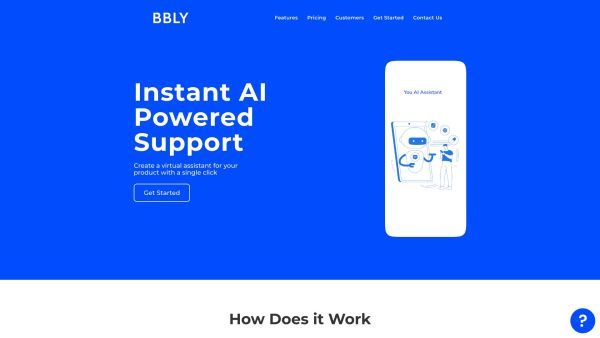 BBLY
Features Pricing Customers Get Started Contact Us
Instant AI
Powered
Support
Create a virtual assistant for your
product with a single click
Get Started
You AI Assistant
How Does it Work
?